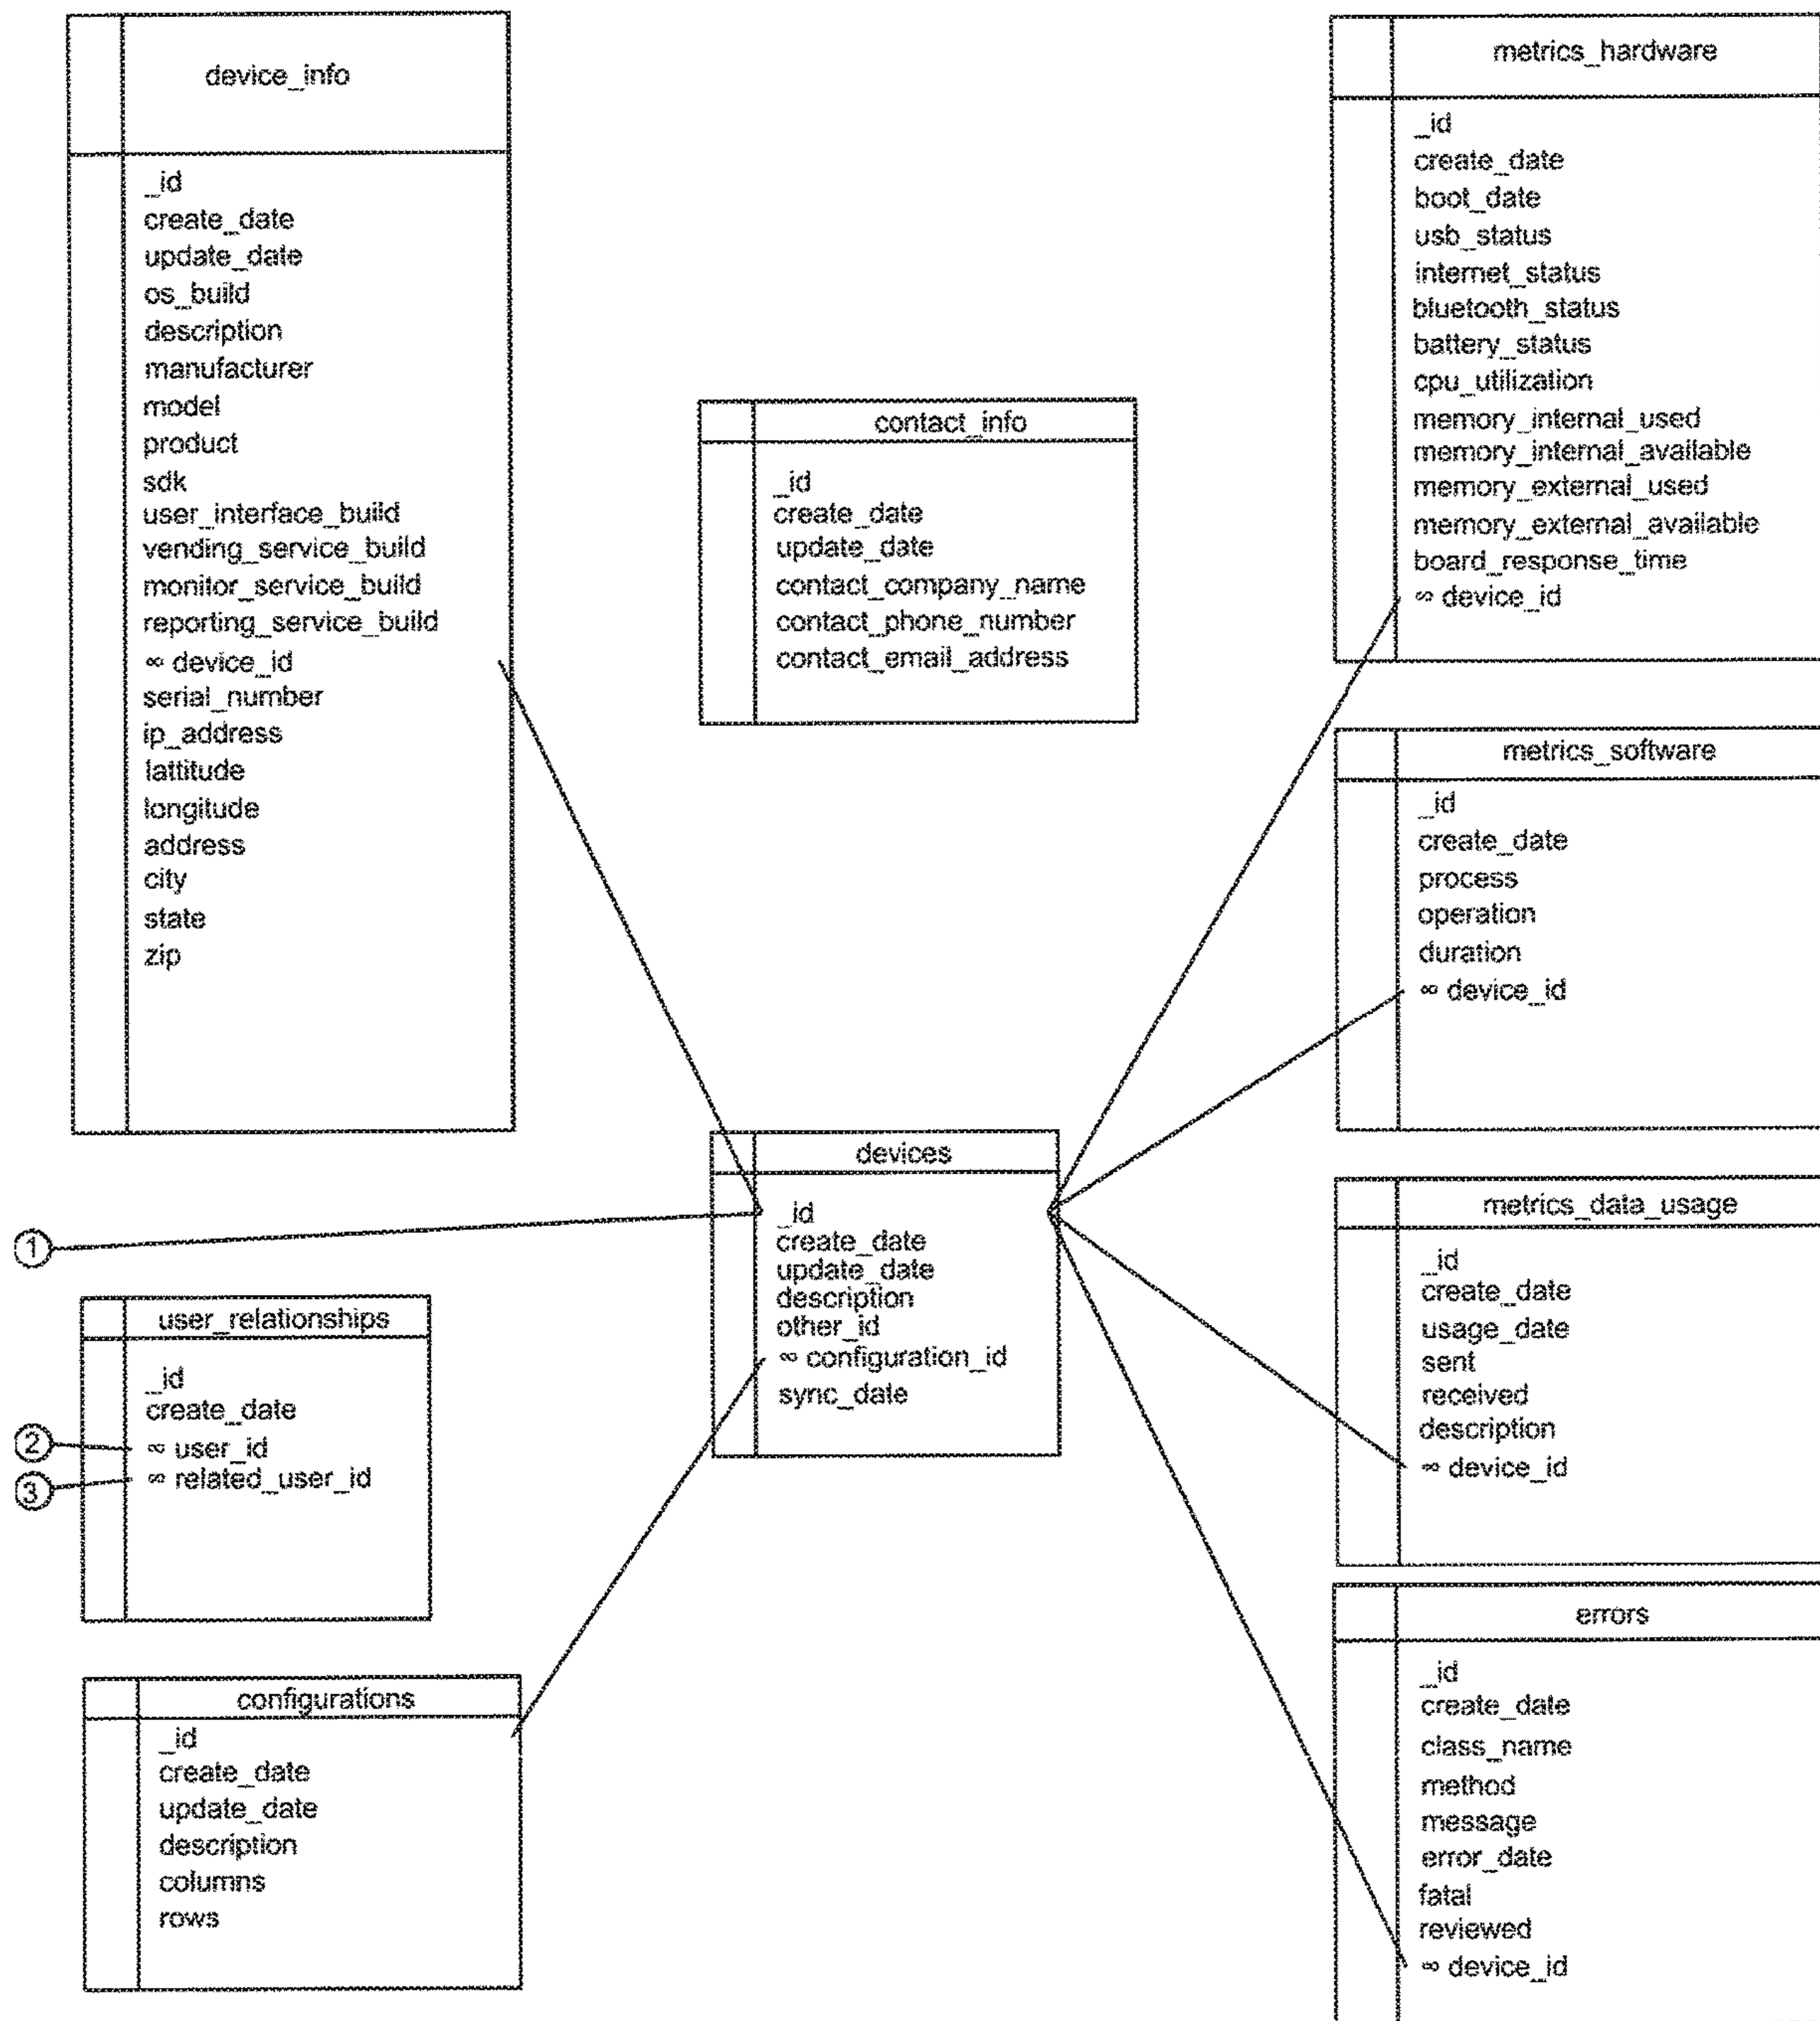 device_info
_id
create_date
update_date
os_build
description
manufacturer
model
product
sdk
user_interface_build
vending_service_build
monitor_service_build
reporting_service_build
∞ device_id
serial_number
ip_address
lattitude
longitude
address
city
state
zip
contact_info
_id
create_date
update_date
contact_company_name
contact_phone_number
contact_email_address
metrics_hardware
_id
create_date
boot_date
usb_status
internet_status
bluetooth_status
battery_status
cpu_utilization
memory_internal_used
memory_internal_available
memory_external_used
memory_external_available
board_response_time
∞ device_id
metrics_software
_id
create_date
process
operation
duration
∞ device_id
devices
_id
create_date
update_date
description
other_id
∞ configuration_id
sync_date
1
user_relationships
_id
create_date
2 ∞ user_id
3 ∞ related_user_id
metrics_data_usage
_id
create_date
usage_date
sent
received
description
∞ device_id
configurations
_id
create_date
update_date
description
columns
rows
errors
_id
create_date
class_name
method
message
error_date
fatal
reviewed
∞ device_id